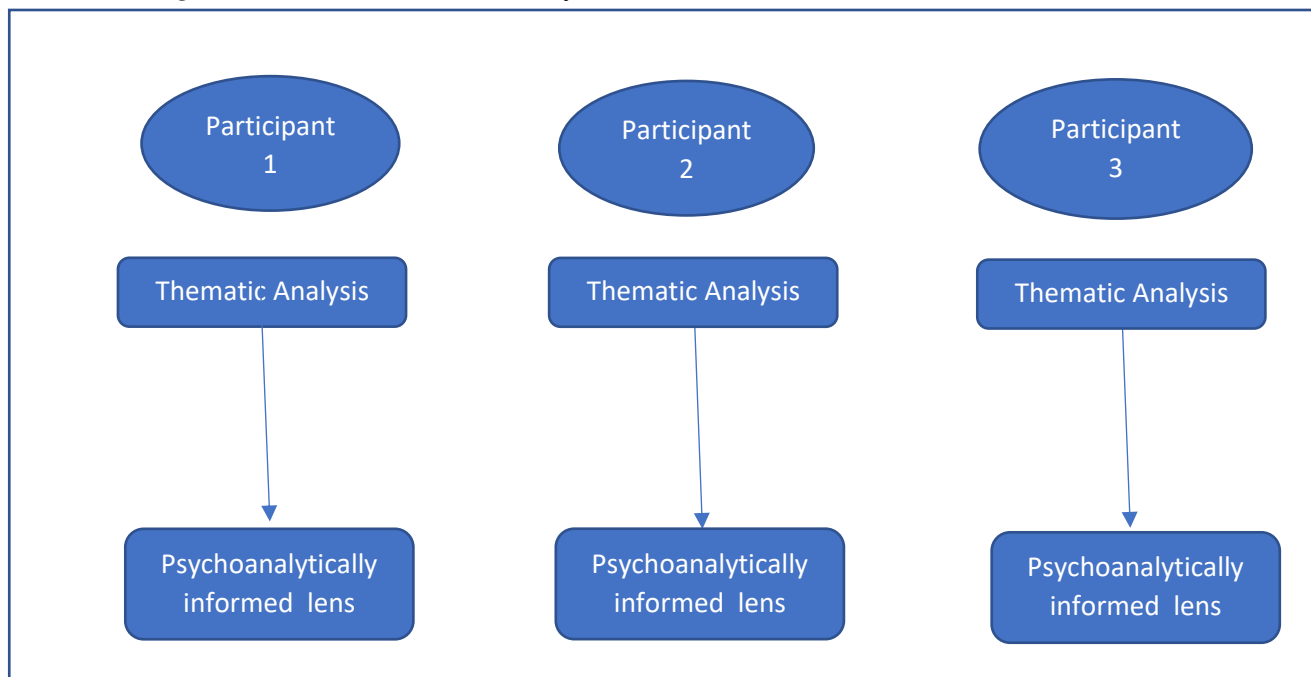 Participant
1
Participant
2
Participant
3
Thematic Analysis
Thematic Analysis
Thematic Analysis
Psychoanalytically
informed lens
Psychoanalytically
informed lens
Psychoanalytically
informed lens